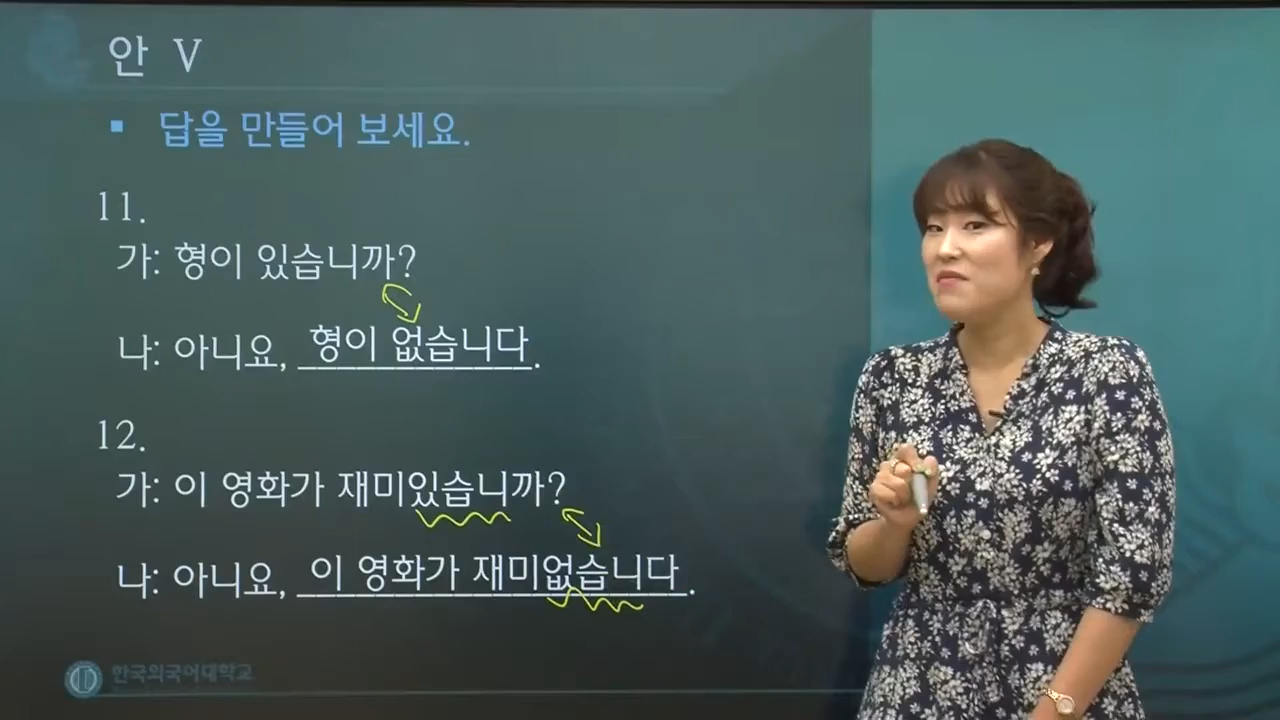 안 V
▪ 답을 만들어 보세요.
11.
가: 형이 있습니까?
나: 아니요, 형이 없습니다.
12.
가: 이 영화가 재미있습니까?
나: 아니요, 이 영화가 재미없습니다.
한국외국어대학교